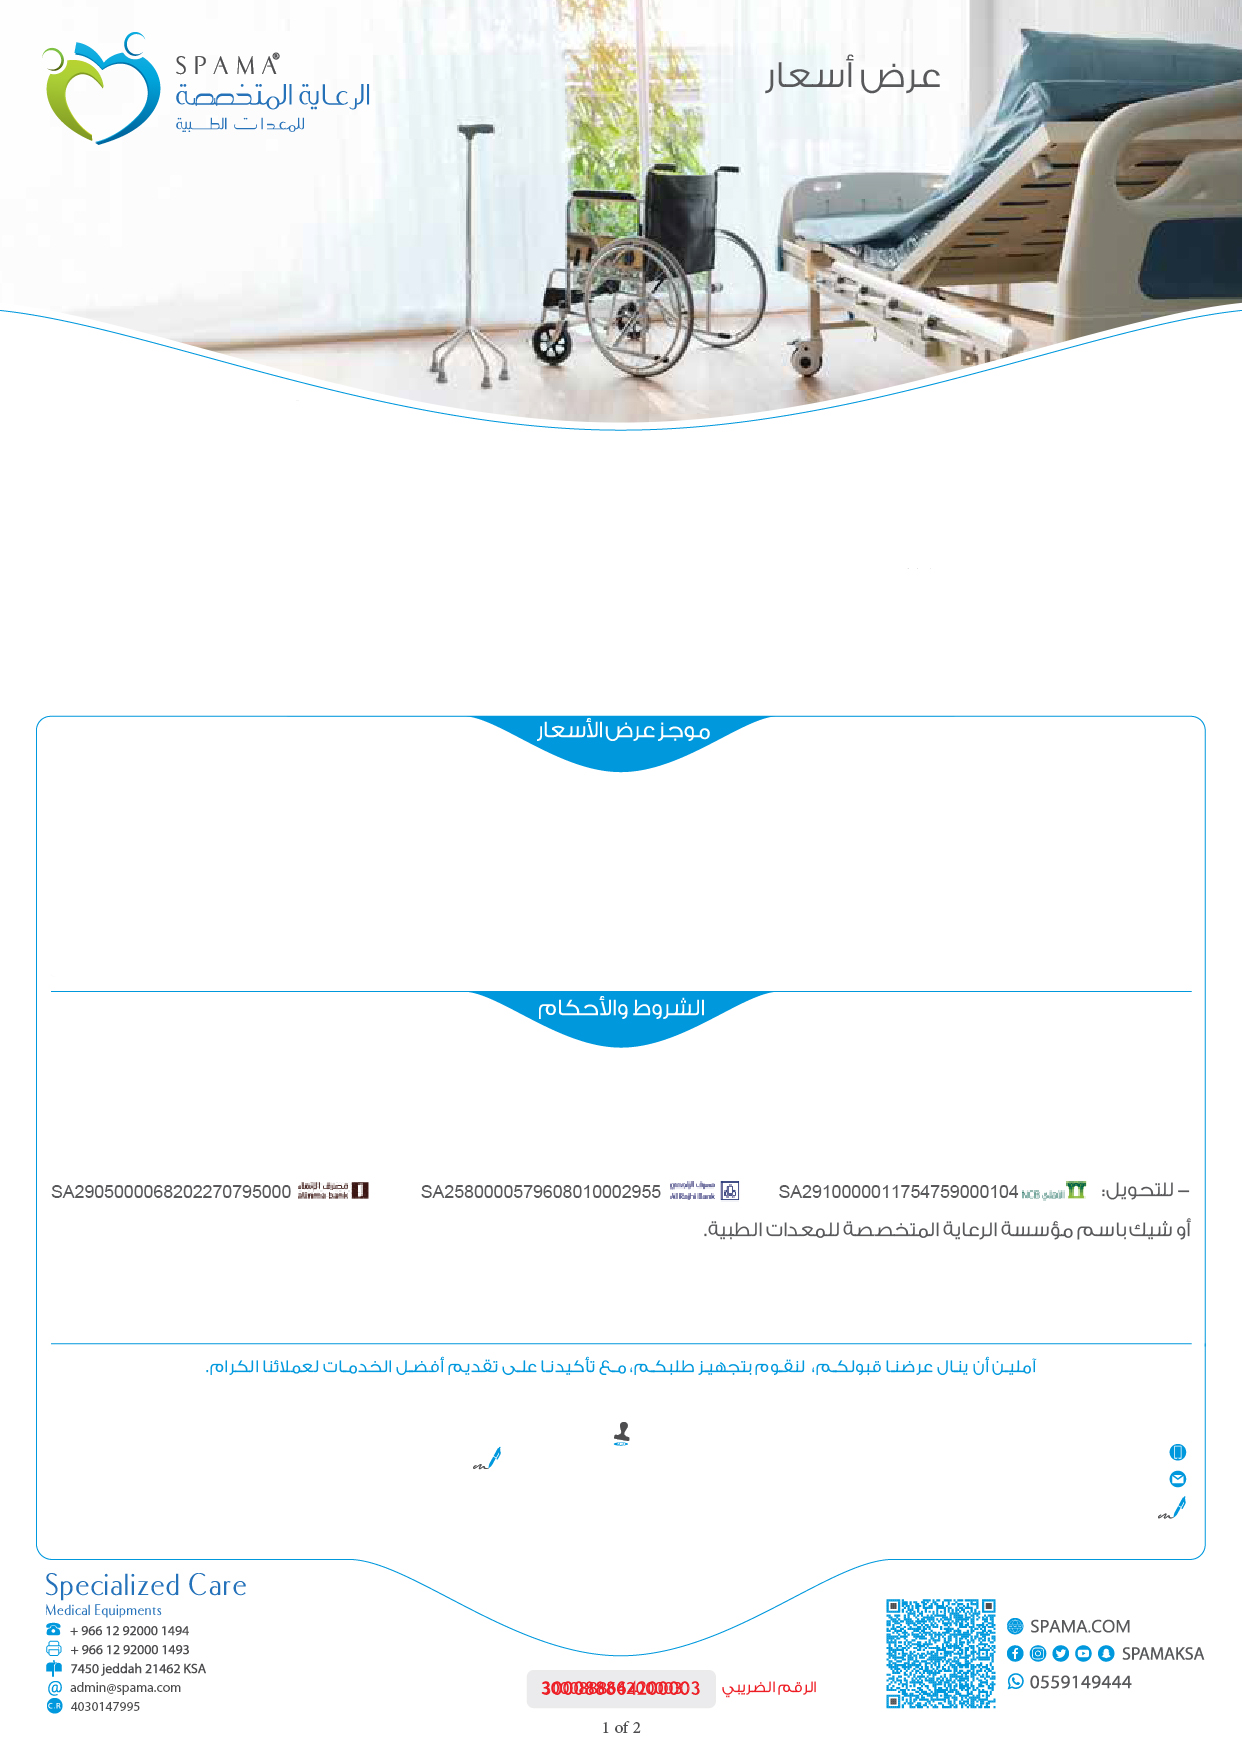 SPAMA®
الرعاية المتخصصة
للمعدات الطبية
عرض أسعار
موجز عرض الأسعار
الشروط والأحكام
– للتحويل: الأهلي NCB SA2910000011754759000104 مصرف الراجحي Al Rajhi Bank SA2580000579608010002955 مصرف الإنماء alinma bank SA2905000068202270795000
أو شيك باسم مؤسسة الرعاية المتخصصة للمعدات الطبية.
آملين أن ينال عرضنا قبولكم، لنقوم بتجهيز طلبكم، مع تأكيدنا على تقديم أفضل الخدمات لعملائنا الكرام.
Specialized Care
Medical Equipments
+ 966 12 92000 1494
+ 966 12 92000 1493
7450 jeddah 21462 KSA
@ admin@spama.com
C.R 4030147995
الرقم الضريبي
SPAMA.COM
SPAMAKSA
0559149444
1 of 2